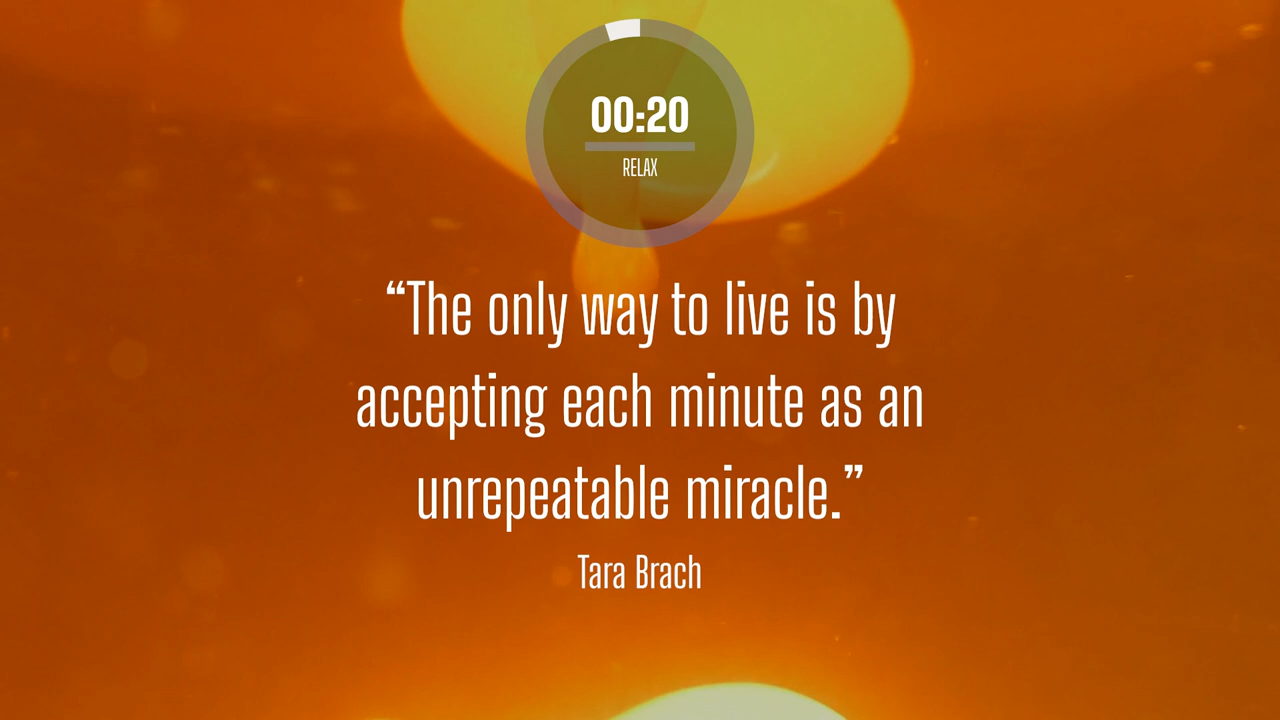 00:20
RELAX
“The only way to live is by
accepting each minute as an
unrepeatable miracle.”
Tara Brach